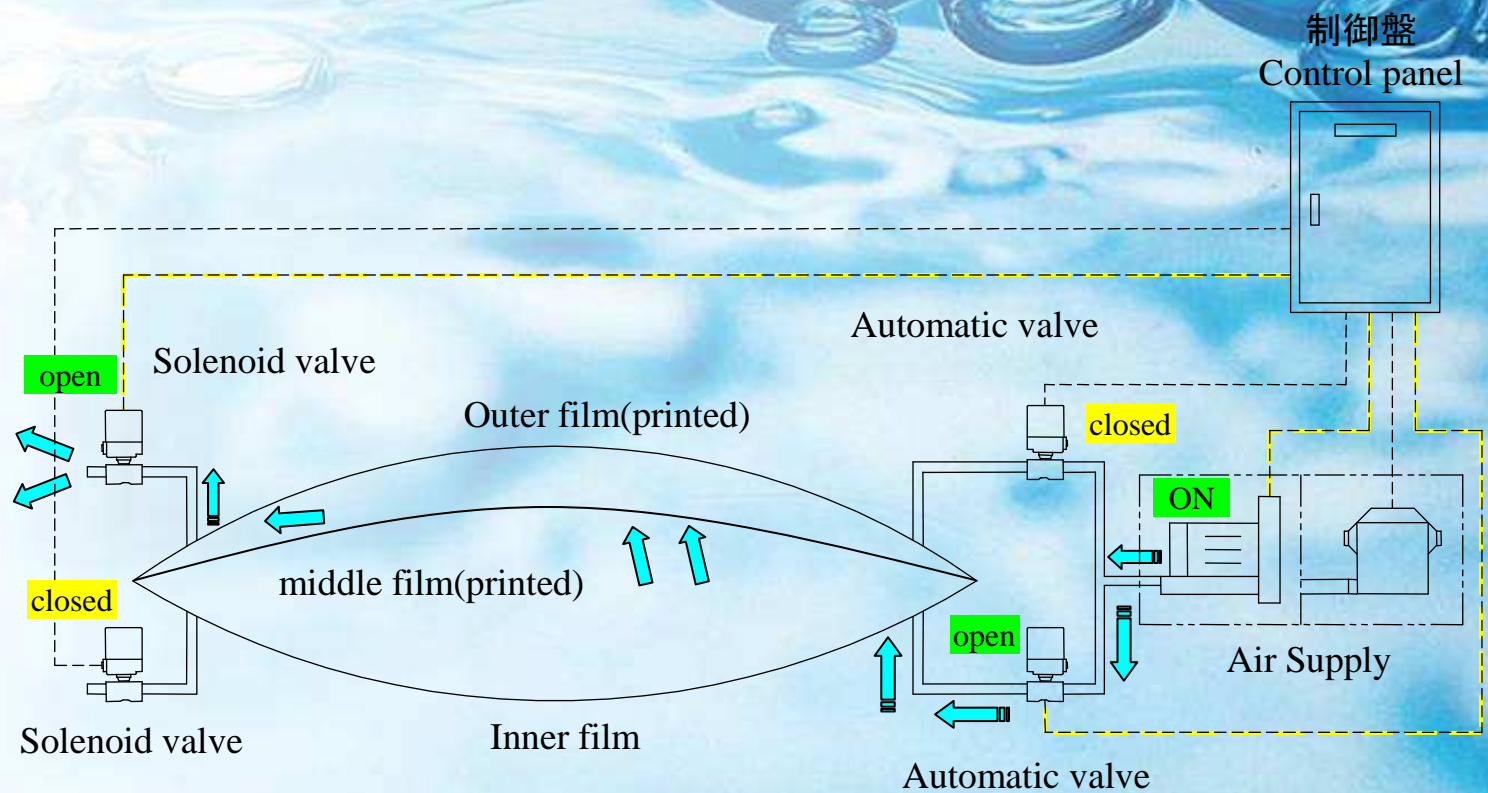 制御盤
Control panel
Automatic valve
Solenoid valve
open
Outer film(printed)
closed
ON
middle film(printed)
closed
open
Air Supply
Solenoid valve
Inner film
Automatic valve